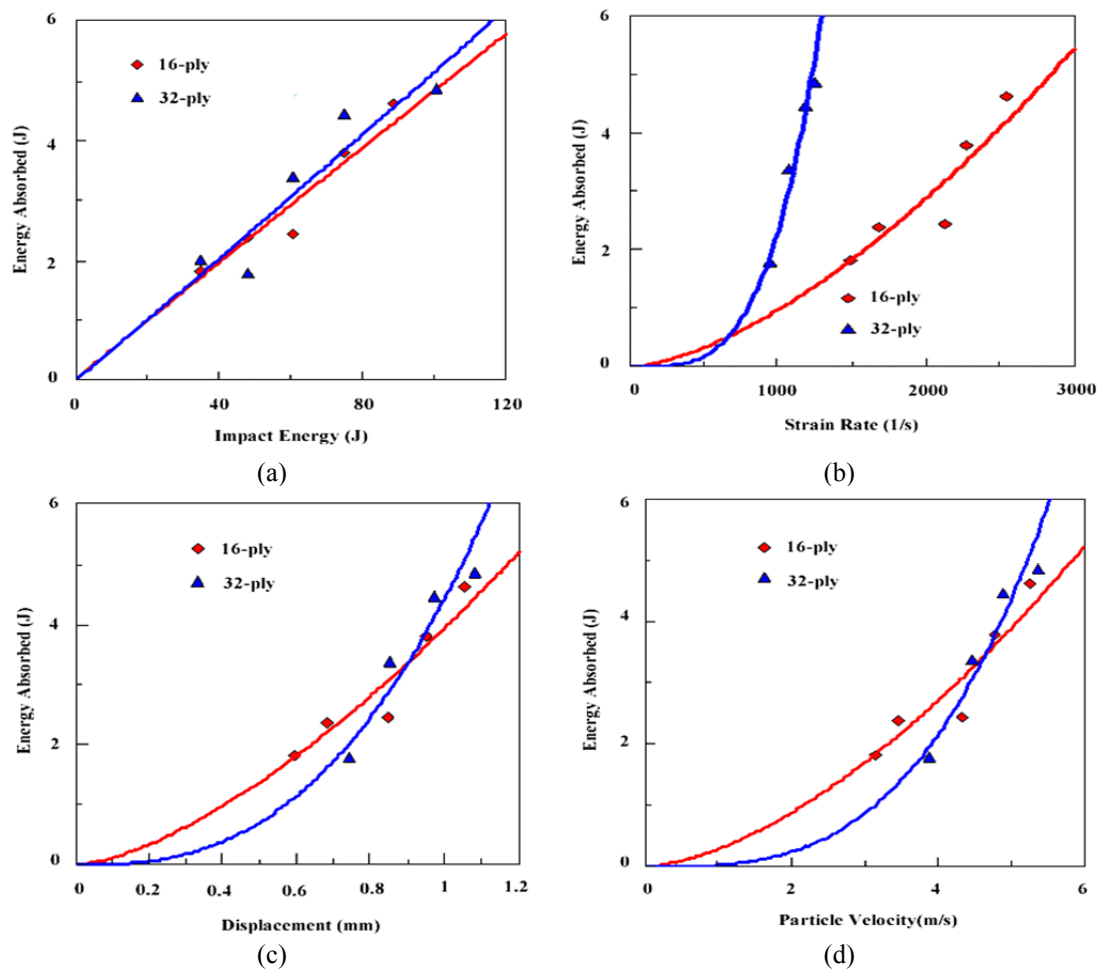 6
4
2
0
Energy Absorbed (J)
16-ply
32-ply
0
40
80
120
Impact Energy (J)
(a)
6
4
2
0
Energy Absorbed (J)
16-ply
32-ply
0
1000
2000
3000
Strain Rate (1/s)
(b)
6
4
2
0
Energy Absorbed (J)
16-ply
32-ply
0
0.2
0.4
0.6
0.8
1
1.2
Displacement (mm)
(c)
6
4
2
0
Energy Absorbed (J)
16-ply
32-ply
0
2
4
6
Particle Velocity(m/s)
(d)